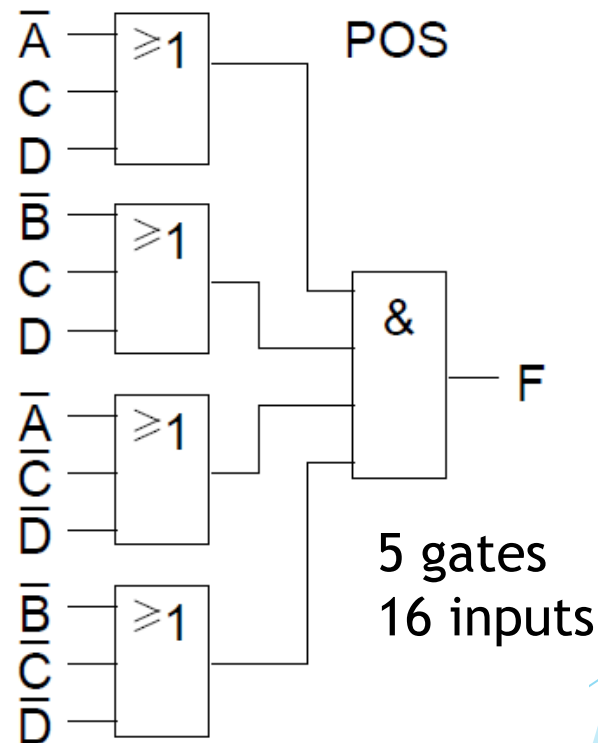 A̅
≥1
POS
C
D
B̅
≥1
C
D
&
F
A̅
≥1
C̅
D̅
5 gates
B̅
≥1
16 inputs
C̅
D̅